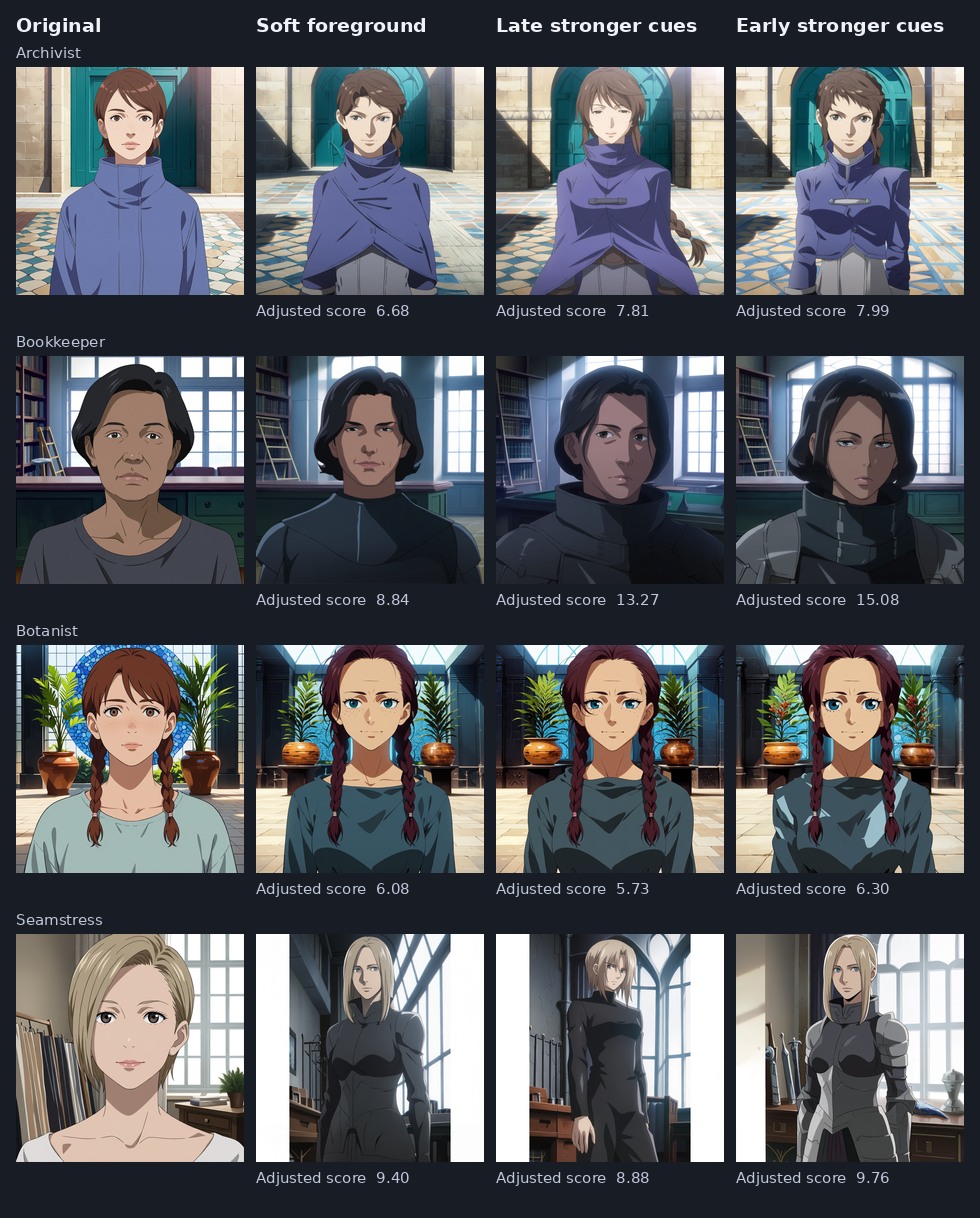 Original Soft foreground Late stronger cues Early stronger cues
Archivist
Adjusted score 6.68 Adjusted score 7.81 Adjusted score 7.99
Bookkeeper
Adjusted score 8.84 Adjusted score 13.27 Adjusted score 15.08
Botanist
Adjusted score 6.08 Adjusted score 5.73 Adjusted score 6.30
Seamstress
Adjusted score 9.40 Adjusted score 8.88 Adjusted score 9.76